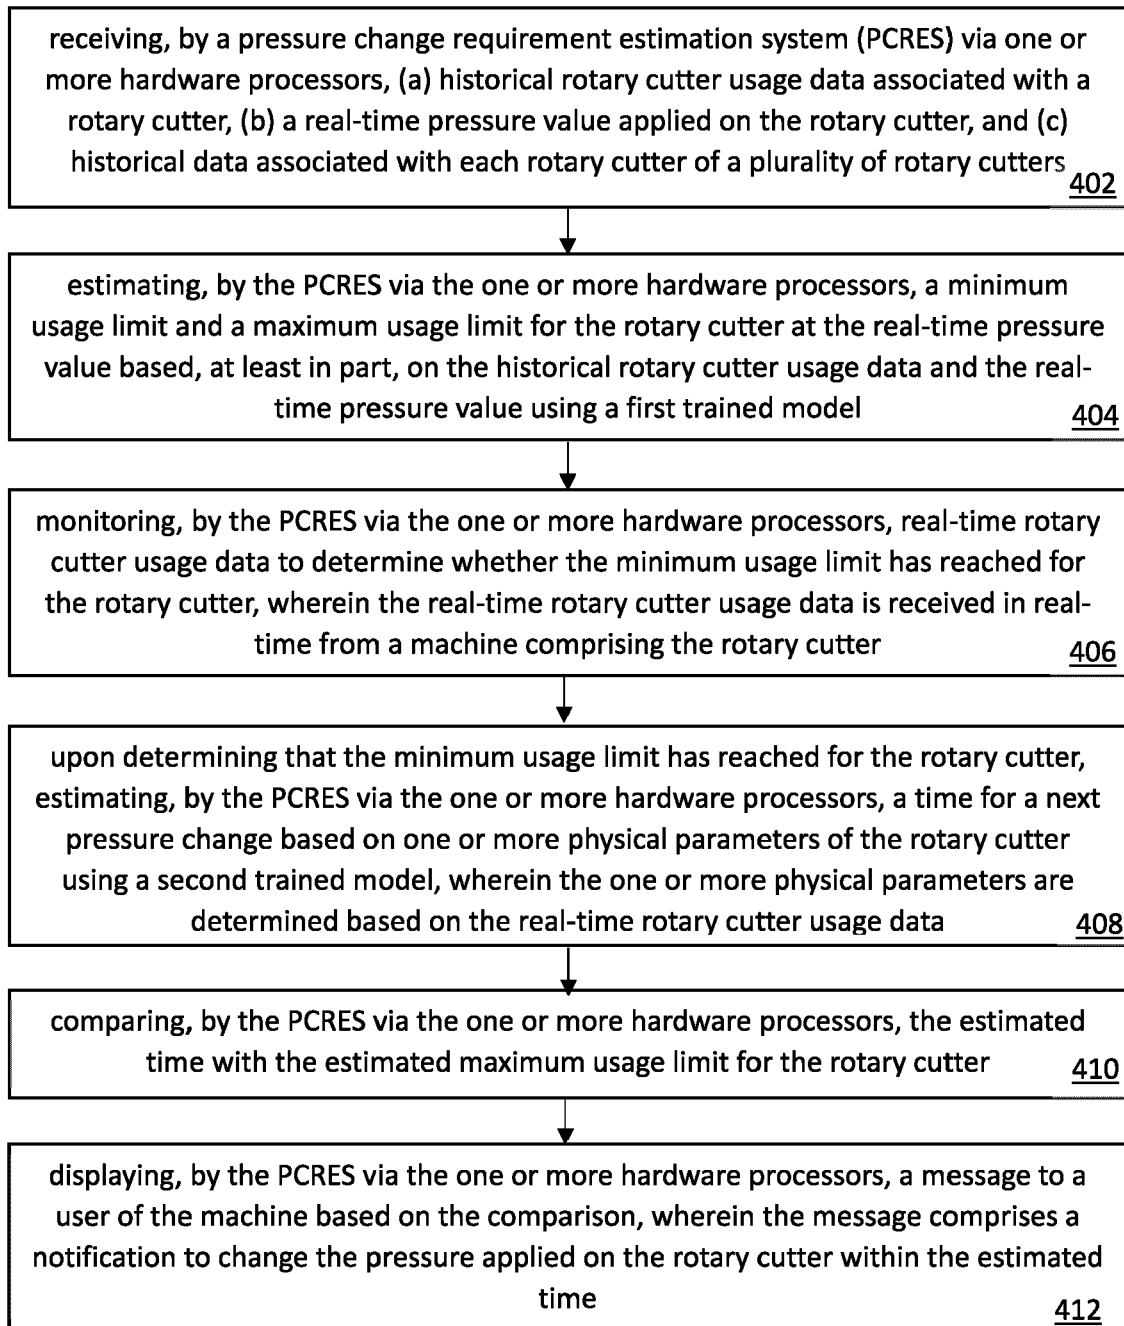 receiving, by a pressure change requirement estimation system (PCRES) via one or
more hardware processors, (a) historical rotary cutter usage data associated with a
rotary cutter, (b) a real-time pressure value applied on the rotary cutter, and (c)
historical data associated with each rotary cutter of a plurality of rotary cutters
402
estimating, by the PCRES via the one or more hardware processors, a minimum
usage limit and a maximum usage limit for the rotary cutter at the real-time pressure
value based, at least in part, on the historical rotary cutter usage data and the real-
time pressure value using a first trained model
404
monitoring, by the PCRES via the one or more hardware processors, real-time rotary
cutter usage data to determine whether the minimum usage limit has reached for
the rotary cutter, wherein the real-time rotary cutter usage data is received in real-
time from a machine comprising the rotary cutter
406
upon determining that the minimum usage limit has reached for the rotary cutter,
estimating, by the PCRES via the one or more hardware processors, a time for a next
pressure change based on one or more physical parameters of the rotary cutter
using a second trained model, wherein the one or more physical parameters are
determined based on the real-time rotary cutter usage data
408
comparing, by the PCRES via the one or more hardware processors, the estimated
time with the estimated maximum usage limit for the rotary cutter
410
displaying, by the PCRES via the one or more hardware processors, a message to a
user of the machine based on the comparison, wherein the message comprises a
notification to change the pressure applied on the rotary cutter within the estimated
time
412